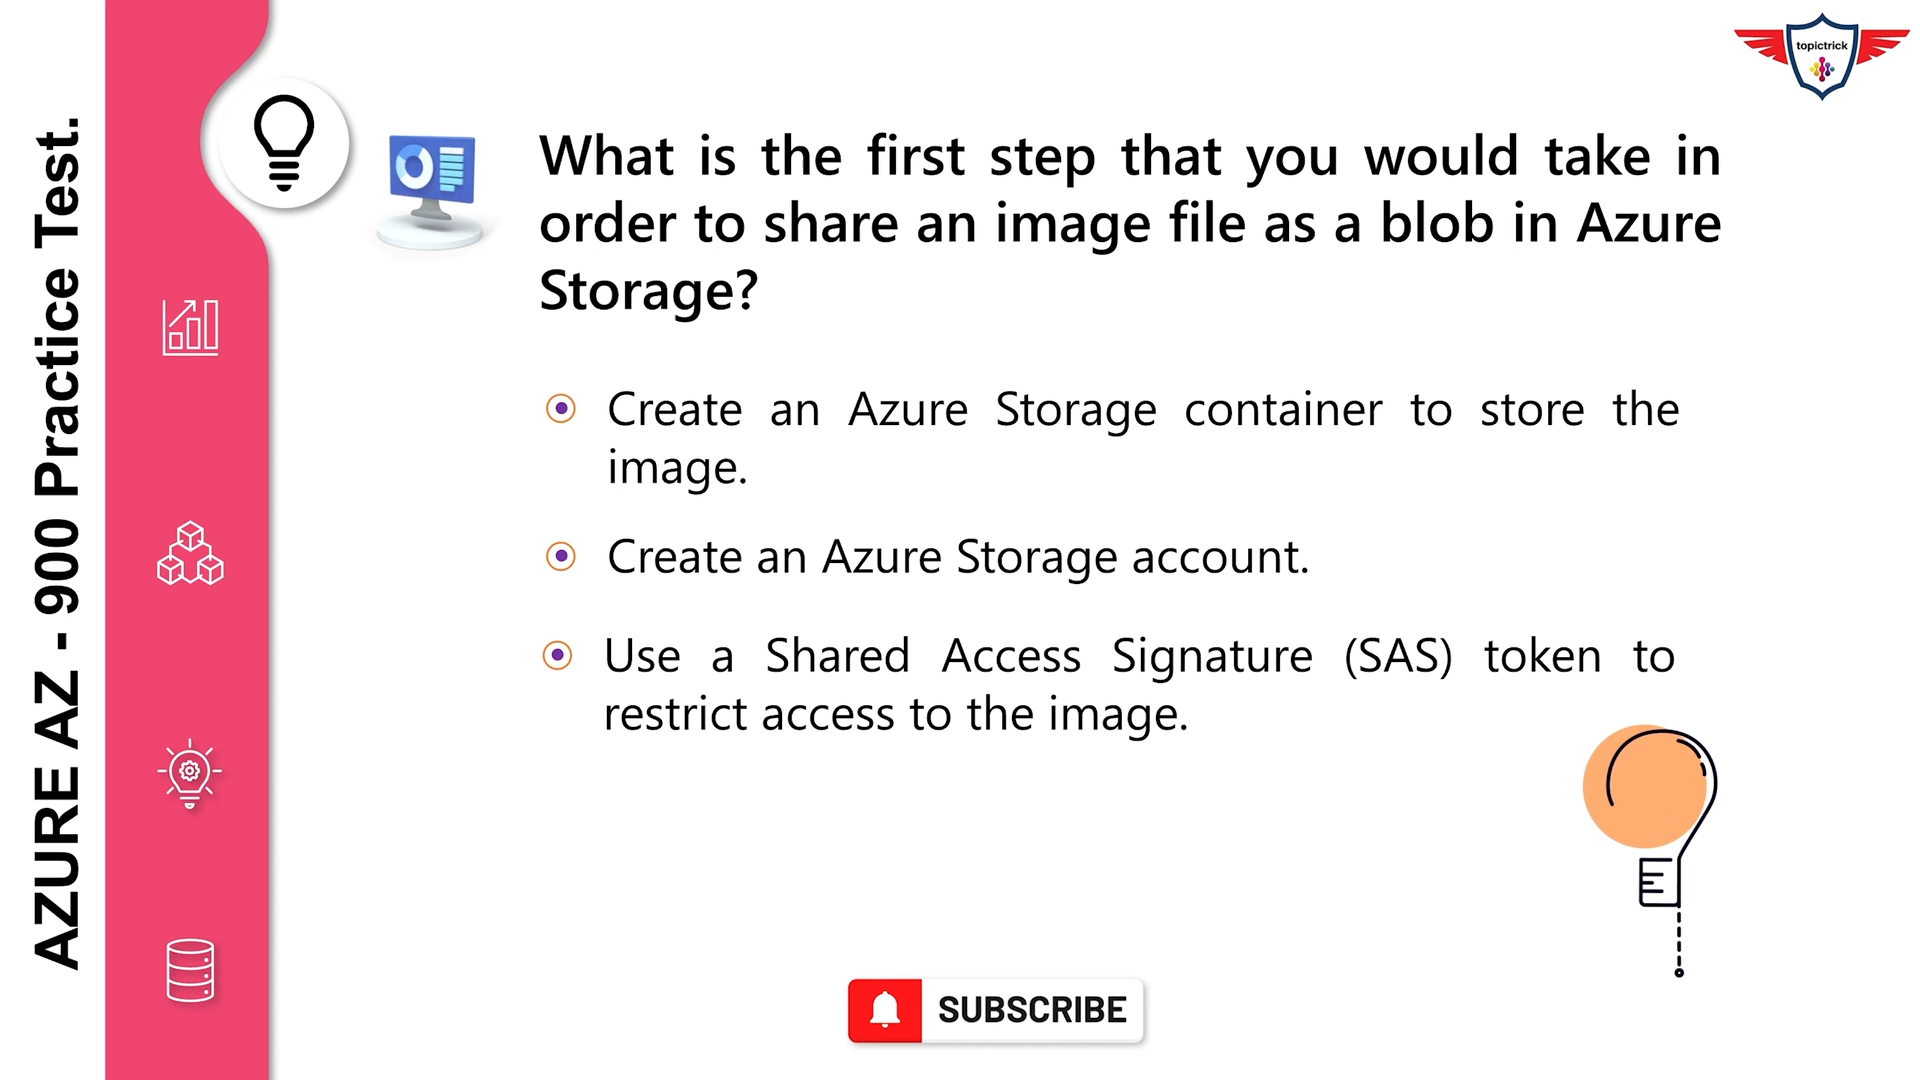 AZURE AZ - 900 Practice Test.
topictrick
What is the first step that you would take in
order to share an image file as a blob in Azure
Storage?
Create an Azure Storage container to store the
image.
Create an Azure Storage account.
Use a Shared Access Signature (SAS) token to
restrict access to the image.
SUBSCRIBE